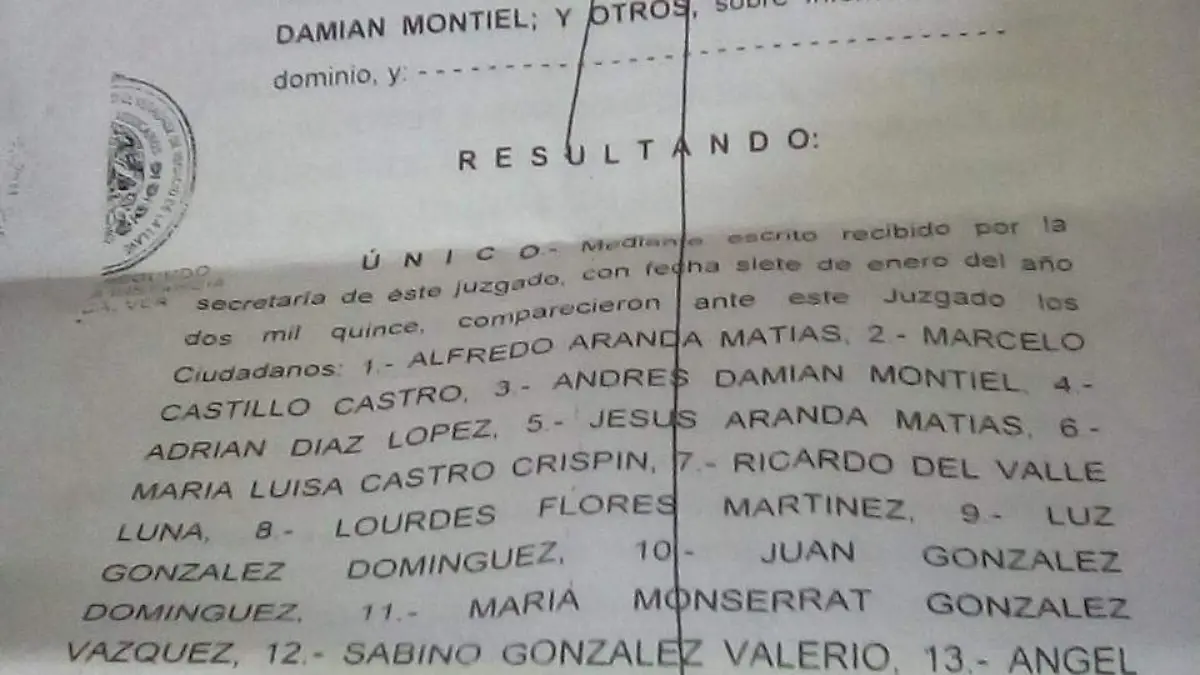 DAMIAN MONTIEL; Y OTROS, sobre
dominio, y: - - - - - - - - - - - - - - - - - - - - - - - - - - - - - - - - - - -
R E S U L T A N D O:
Ú N I C O.- Mediante escrito recibido por la
secretaría de éste juzgado, con fecha siete de enero del año
dos mil quince, comparecieron ante este Juzgado los
Ciudadanos: 1.- ALFREDO ARANDA MATIAS, 2.- MARCELO
CASTILLO CASTRO, 3.- ANDRES DAMIAN MONTIEL, 4.-
ADRIAN DIAZ LOPEZ, 5.- JESUS ARANDA MATIAS, 6.-
MARIA LUISA CASTRO CRISPIN, 7.- RICARDO DEL VALLE
LUNA, 8.- LOURDES FLORES MARTINEZ, 9.- LUZ
GONZALEZ DOMINGUEZ, 10.- JUAN GONZALEZ
DOMINGUEZ, 11.- MARIA MONSERRAT GONZALEZ
VAZQUEZ, 12.- SABINO GONZALEZ VALERIO, 13.- ANGEL